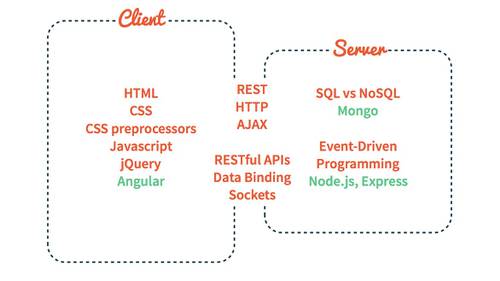 Client
HTML
CSS
CSS preprocessors
Javascript
jQuery
Angular
REST
HTTP
AJAX
RESTful APIs
Data Binding
Sockets
Server
SQL vs NoSQL
Mongo
Event-Driven
Programming
Node.js, Express